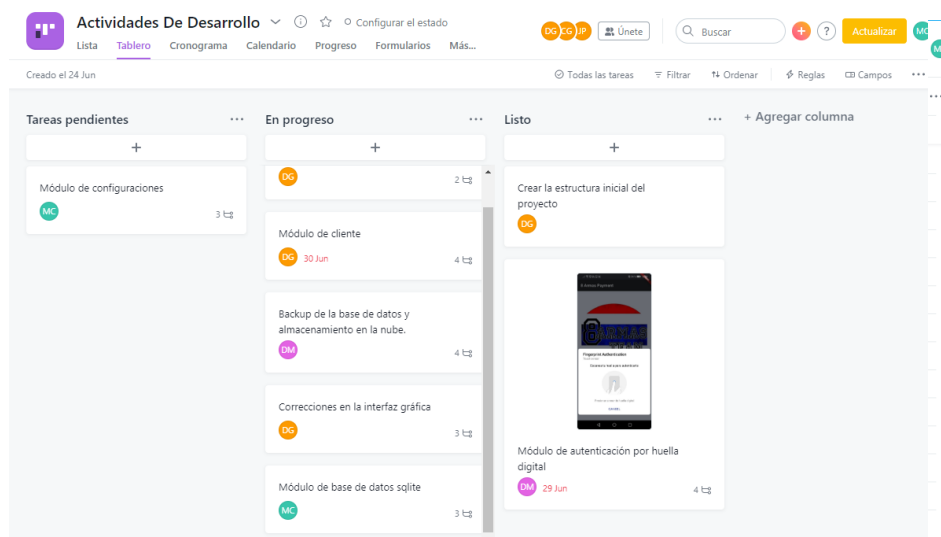 Actividades De Desarrollo
Configurar el estado
DG CG JP
Únete
Buscar
?
Actualizar
MC
Lista Tablero Cronograma Calendario Progreso Formularios Más...
Creado el 24 Jun
Todas las tareas Filtrar Ordenar Reglas Campos
Tareas pendientes
+
Módulo de configuraciones
MC
3
En progreso
+
DG
2
Módulo de cliente
DG 30 Jun
4
Backup de la base de datos y
almacenamiento en la nube.
DM
4
Correcciones en la interfaz gráfica
DG
3
Módulo de base de datos sqlite
MC
3
Listo
+
Crear la estructura inicial del
proyecto
DG
Fingerprint Authentication
Módulo de autenticación por huella
digital
DM 29 Jun
4
+ Agregar columna